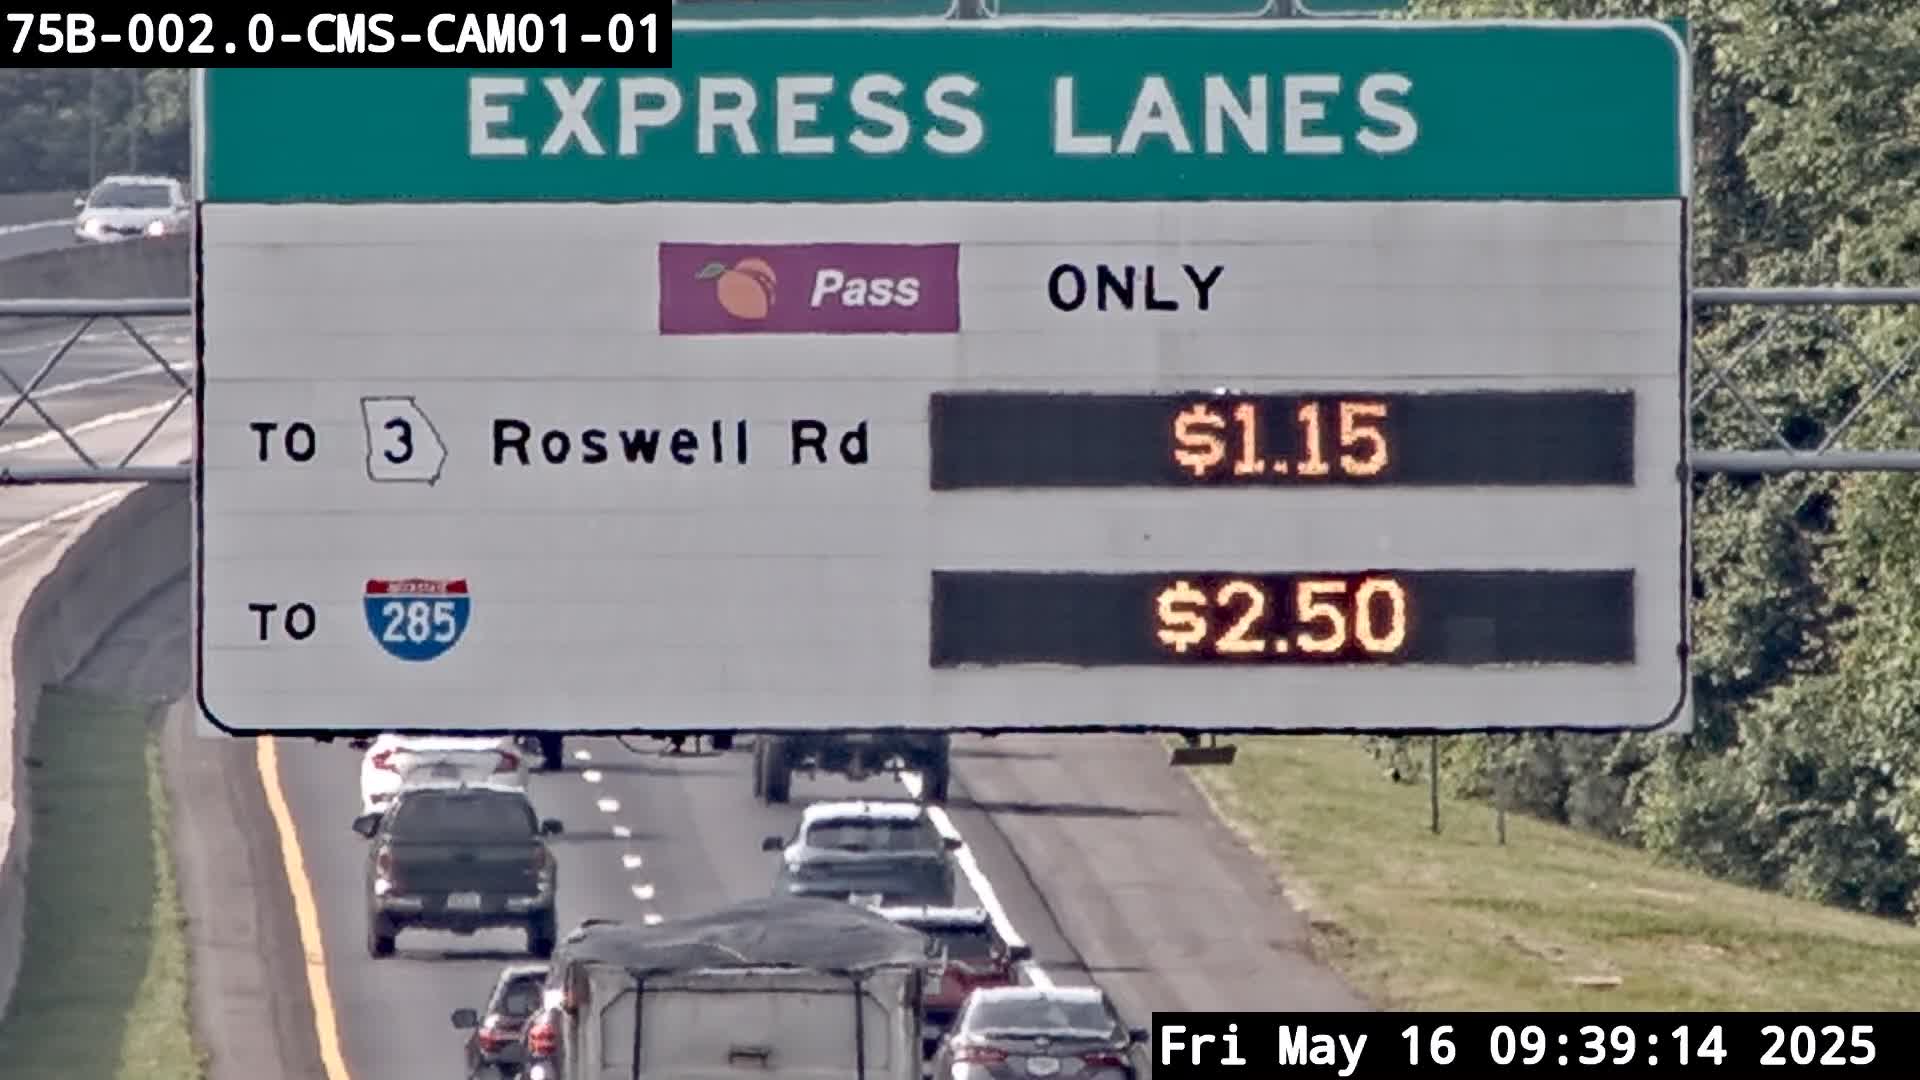 75B-002.0-CMS-CAM01-01
EXPRESS LANES
Pass ONLY
TO 3 Roswell Rd $1.15
TO INTERSTATE 285 $2.50
Fri May 16 09:39:14 2025